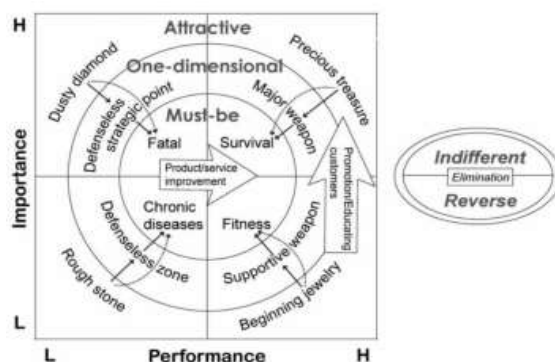 H
Attractive
One-dimensional
Must-be
Dusty diamond
Defenseless
strategic point
Fatal
Survival
Major weapon
Precious treasure
Product/service
improvement
Promotion/Educating
customers
Importance
Chronic
diseases
Fitness
Defenseless zone
Supportive weapon
Rough stone
Beginning jewelry
L
L
Performance
H
Indifferent
Elimination
Reverse